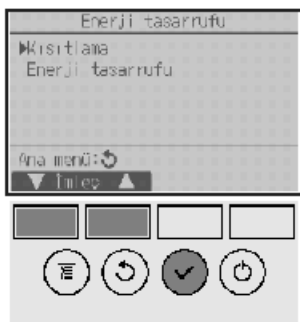 Enerji tasarrufu
▶Kısıtlama
Enerji tasarrufu
Ana menü:↺
▼ İmleç ▲